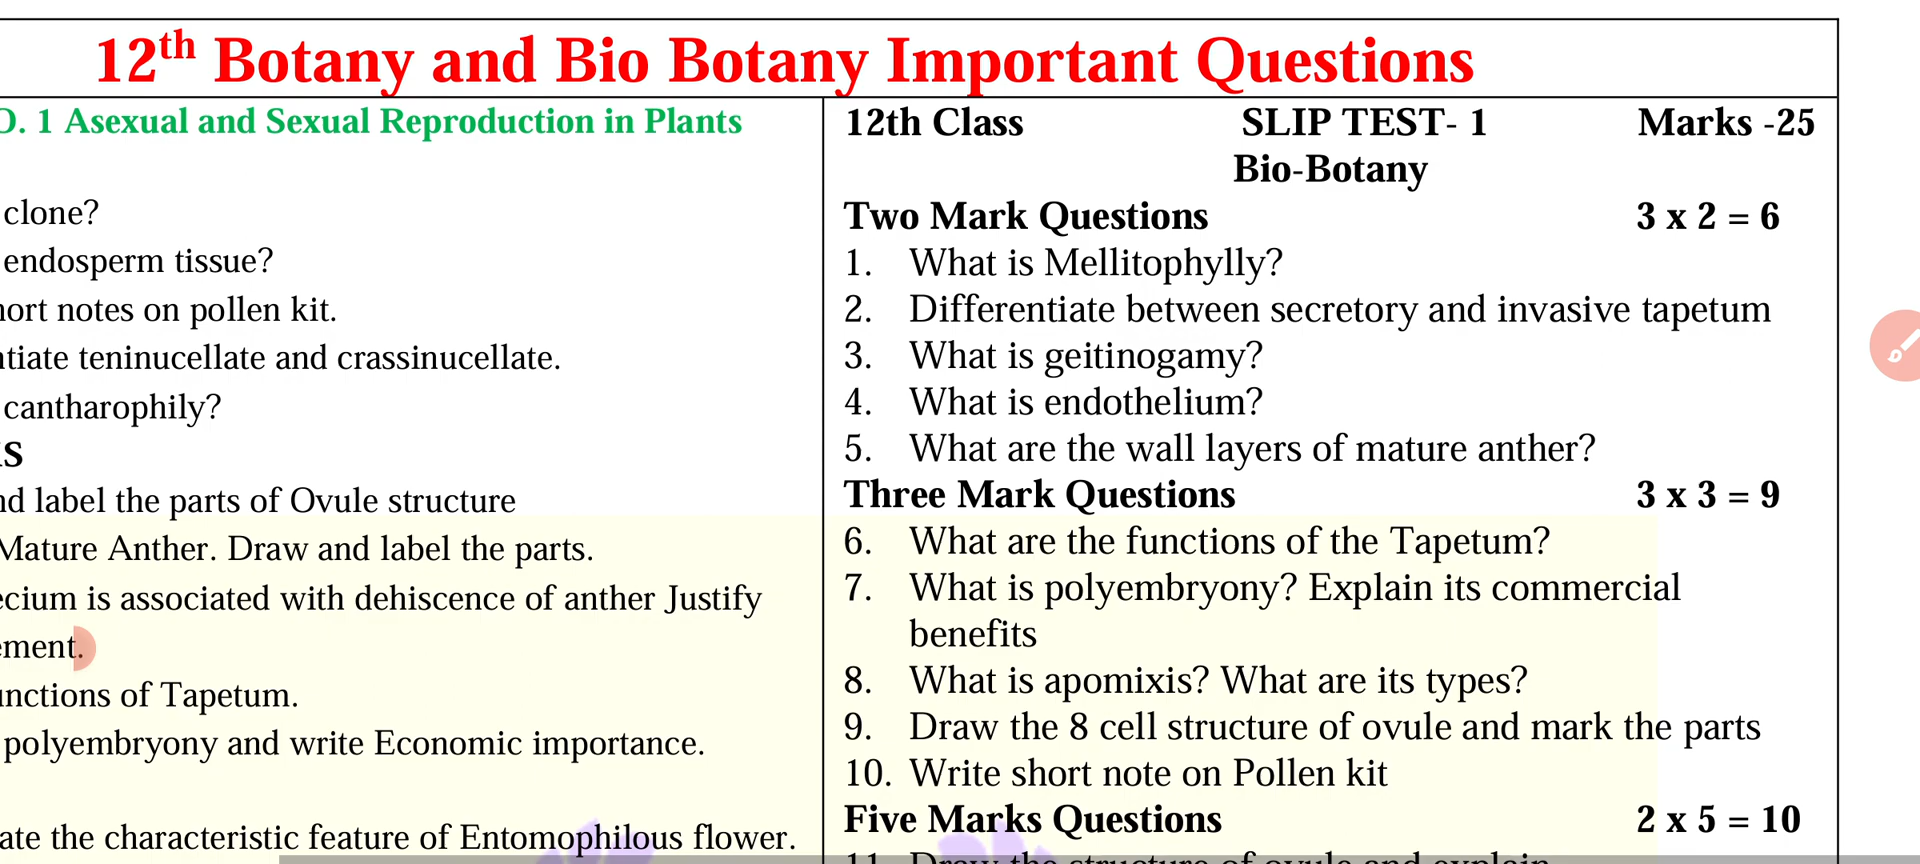 12th Botany and Bio Botany Important Questions
O. 1 Asexual and Sexual Reproduction in Plants
clone?
endosperm tissue?
notes on pollen kit.
teninucellate and crassinucellate.
cantharophily?
label the parts of Ovule structure
Mature Anther. Draw and label the parts.
is associated with dehiscence of anther Justify
of Tapetum.
polyembryony and write Economic importance.
the characteristic feature of Entomophilous flower.
12th Class SLIP TEST- 1 Marks -25
Bio-Botany
Two Mark Questions 3 x 2 = 6
1. What is Mellitophylly?
2. Differentiate between secretory and invasive tapetum
3. What is geitinogamy?
4. What is endothelium?
5. What are the wall layers of mature anther?
Three Mark Questions 3 x 3 = 9
6. What are the functions of the Tapetum?
7. What is polyembryony? Explain its commercial
benefits
8. What is apomixis? What are its types?
9. Draw the 8 cell structure of ovule and mark the parts
10. Write short note on Pollen kit
Five Marks Questions 2 x 5 = 10
11. Draw the structure of ovule and explain